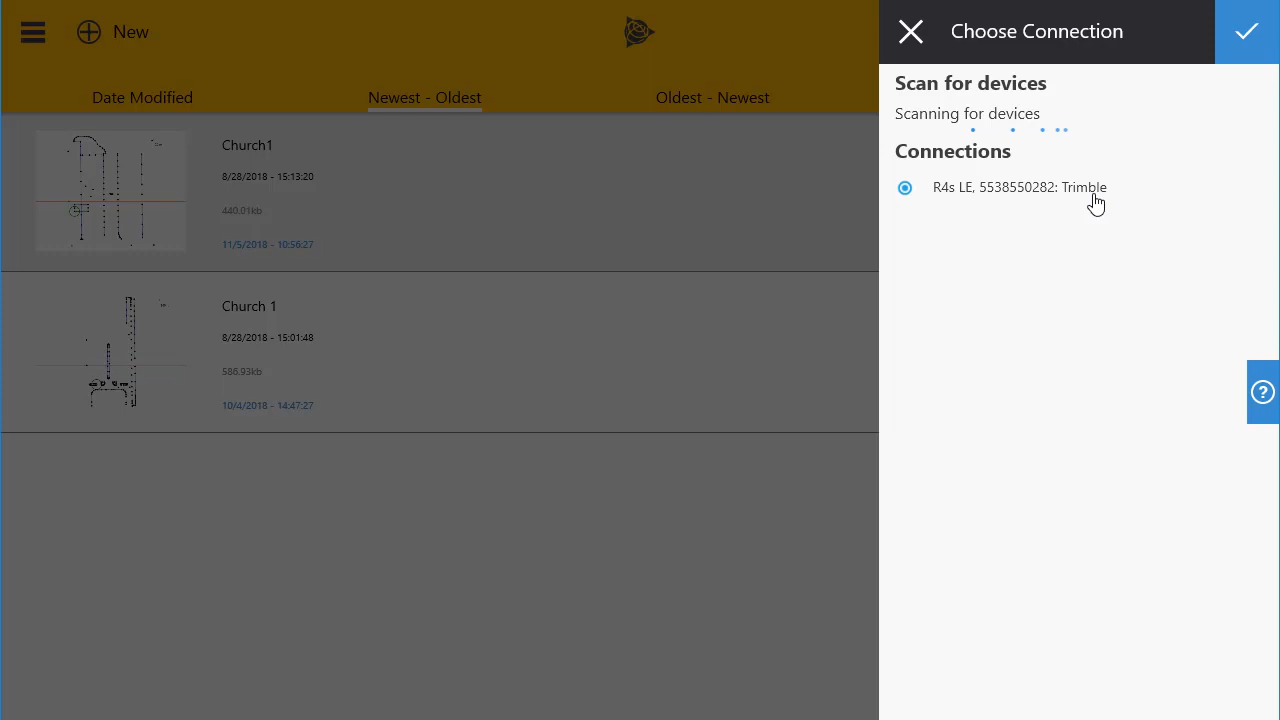 New
Choose Connection
Date Modified
Newest - Oldest
Oldest - Newest
Scan for devices
Scanning for devices
Connections
R4s LE, 5538550282: Trimble
Church1
8/28/2018 - 15:13:20
440.01kb
11/5/2018 - 10:56:27
Church 1
8/28/2018 - 15:01:48
586.93kb
10/4/2018 - 14:47:27
?